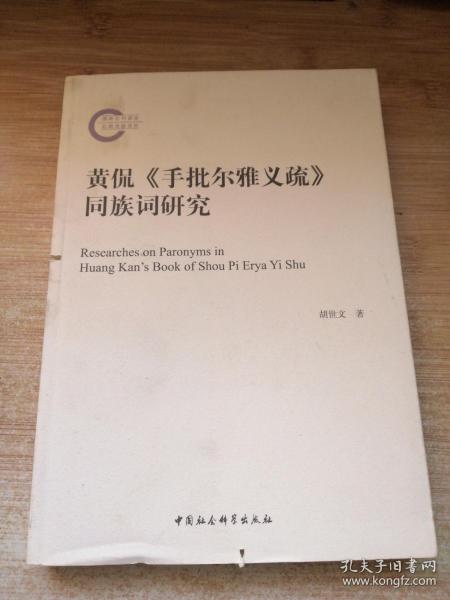 黄侃《手批尔雅义疏》
同族词研究
Researches on Paronyms in
Huang Kan's Book of Shou Pi Erya Yi Shu
胡世文 著
中国社会科学出版社
孔夫子旧书网
www.kongfz.com